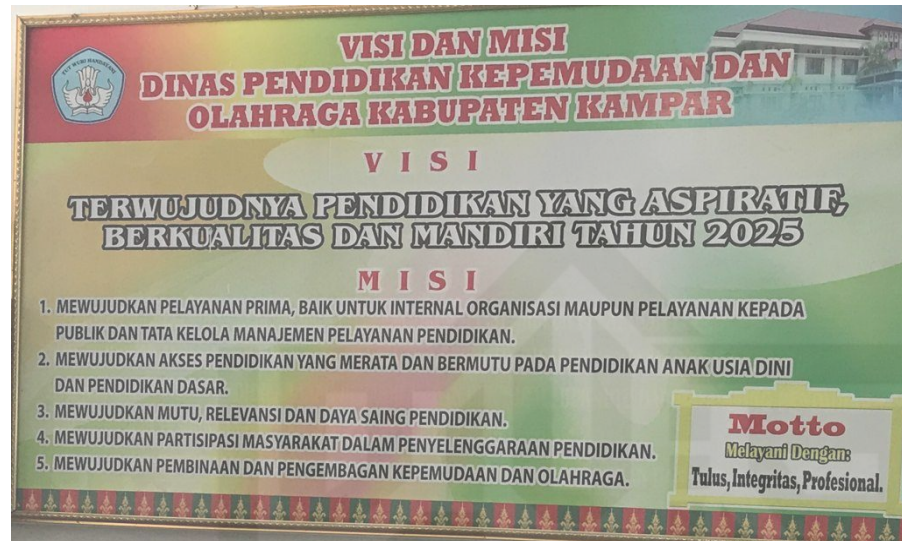 TUT WURI HANDAYANI
VISI DAN MISI
DINAS PENDIDIKAN KEPEMUDAAN DAN
OLAHRAGA KABUPATEN KAMPAR
V I S I
TERWUJUDNYA PENDIDIKAN YANG ASPIRATIF,
BERKUALITAS DAN MANDIRI TAHUN 2025
M I S I
1. MEWUJUDKAN PELAYANAN PRIMA, BAIK UNTUK INTERNAL ORGANISASI MAUPUN PELAYANAN KEPADA
PUBLIK DAN TATA KELOLA MANAJEMEN PELAYANAN PENDIDIKAN.
2. MEWUJUDKAN AKSES PENDIDIKAN YANG MERATA DAN BERMUTU PADA PENDIDIKAN ANAK USIA DINI
DAN PENDIDIKAN DASAR.
3. MEWUJUDKAN MUTU, RELEVANSI DAN DAYA SAING PENDIDIKAN.
4. MEWUJUDKAN PARTISIPASI MASYARAKAT DALAM PENYELENGGARAAN PENDIDIKAN.
5. MEWUJUDKAN PEMBINAAN DAN PENGEMBAGAN KEPEMUDAAN DAN OLAHRAGA.
Motto
Melayani Dengan:
Tulus, Integritas, Profesional.